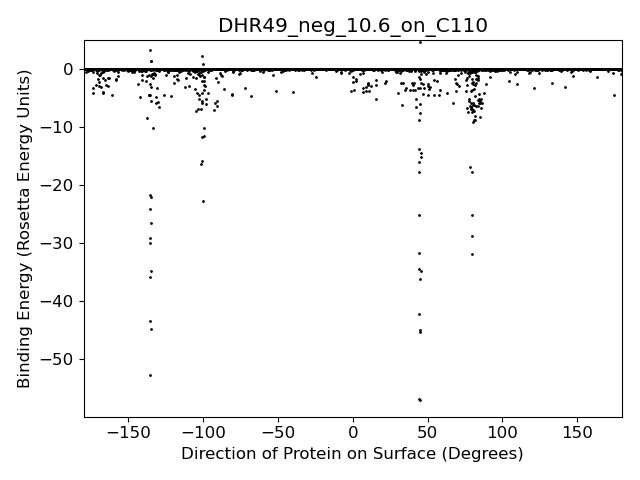 DHR49_neg_10.6_on_C110
0
−10
−20
−30
−40
−50
Binding Energy (Rosetta Energy Units)
−150 −100 −50 0 50 100 150
Direction of Protein on Surface (Degrees)